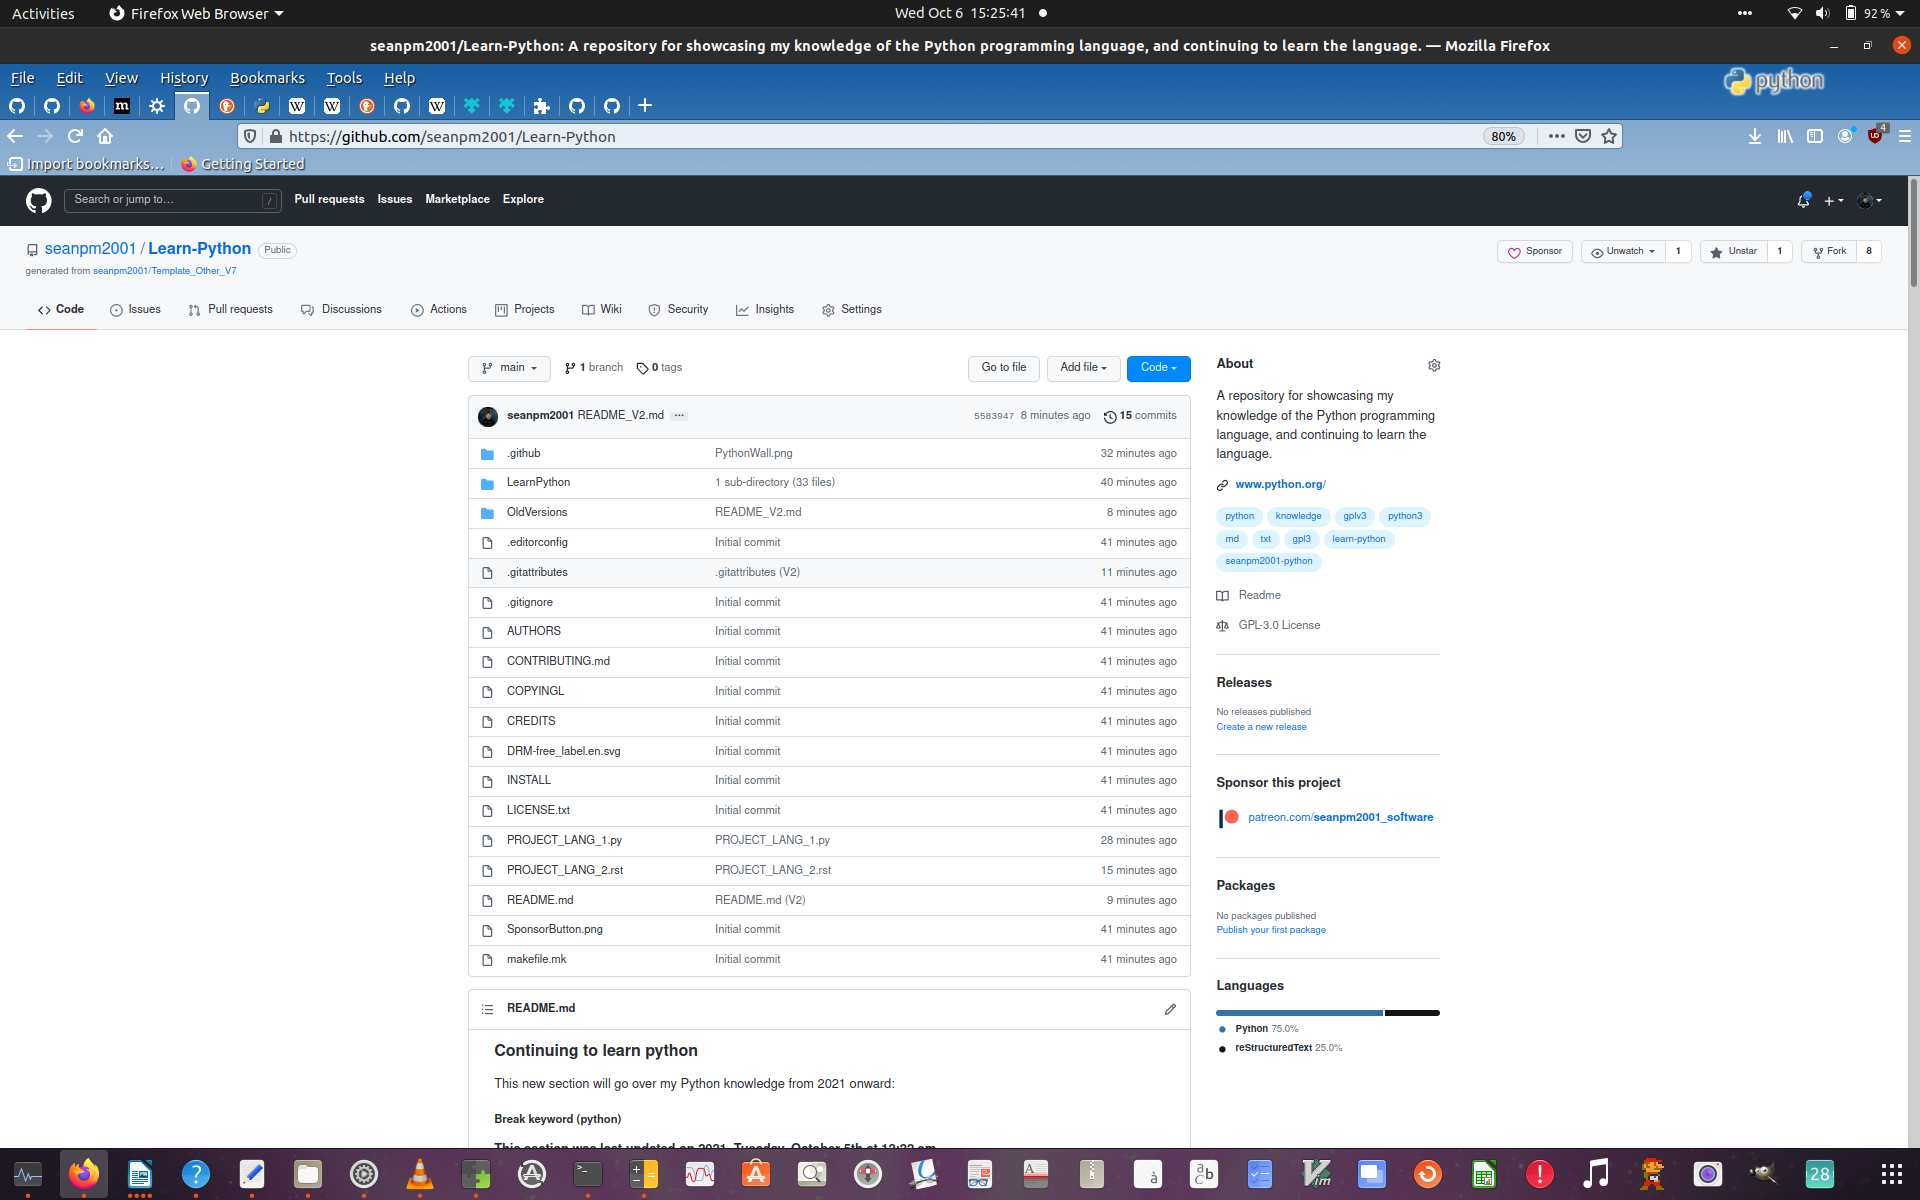 Activities
Firefox Web Browser
Wed Oct 6 15:25:41
92 %
seanpm2001/Learn-Python: A repository for showcasing my knowledge of the Python programming language, and continuing to learn the language. — Mozilla Firefox
File Edit View History Bookmarks Tools Help
python
https://github.com/seanpm2001/Learn-Python
80%
4
Import bookmarks...
Getting Started
Search or jump to...
/
Pull requests Issues Marketplace Explore
seanpm2001 / Learn-Python Public
generated from seanpm2001/Template_Other_V7
Sponsor
Unwatch 1
Unstar 1
Fork 8
Code Issues Pull requests Discussions Actions Projects Wiki Security Insights Settings
main 1 branch 0 tags
Go to file Add file Code
seanpm2001 README_V2.md ... 5583947 8 minutes ago 15 commits
.github PythonWall.png 32 minutes ago
LearnPython 1 sub-directory (33 files) 40 minutes ago
OldVersions README_V2.md 8 minutes ago
.editorconfig Initial commit 41 minutes ago
.gitattributes .gitattributes (V2) 11 minutes ago
.gitignore Initial commit 41 minutes ago
AUTHORS Initial commit 41 minutes ago
CONTRIBUTING.md Initial commit 41 minutes ago
COPYINGL Initial commit 41 minutes ago
CREDITS Initial commit 41 minutes ago
DRM-free_label.en.svg Initial commit 41 minutes ago
INSTALL Initial commit 41 minutes ago
LICENSE.txt Initial commit 41 minutes ago
PROJECT_LANG_1.py PROJECT_LANG_1.py 28 minutes ago
PROJECT_LANG_2.rst PROJECT_LANG_2.rst 15 minutes ago
README.md README.md (V2) 9 minutes ago
SponsorButton.png Initial commit 41 minutes ago
makefile.mk Initial commit 41 minutes ago
README.md
Continuing to learn python
This new section will go over my Python knowledge from 2021 onward:
Break keyword (python)
This section was last updated on 2021, Tuesday, October 5th at 12:22 am
About
A repository for showcasing my
knowledge of the Python programming
language, and continuing to learn the
language.
www.python.org/
python knowledge gplv3 python3
md txt gpl3 learn-python
seanpm2001-python
Readme
GPL-3.0 License
Releases
No releases published
Create a new release
Sponsor this project
patreon.com/seanpm2001_software
Packages
No packages published
Publish your first package
Languages
Python 75.0%
reStructuredText 25.0%
28